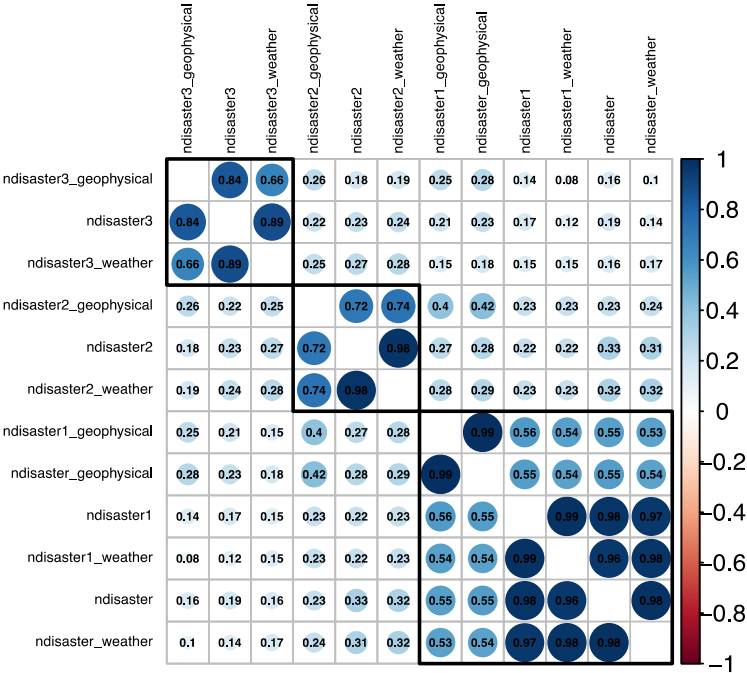 ndisaster3_geophysical
ndisaster3
ndisaster3_weather
ndisaster2_geophysical
ndisaster2
ndisaster2_weather
ndisaster1_geophysical
ndisaster_geophysical
ndisaster1
ndisaster1_weather
ndisaster
ndisaster_weather
ndisaster3_geophysical 0.84 0.66 0.26 0.18 0.19 0.25 0.28 0.14 0.08 0.16 0.1
ndisaster3 0.84 0.89 0.22 0.23 0.24 0.21 0.23 0.17 0.12 0.19 0.14
ndisaster3_weather 0.66 0.89 0.25 0.27 0.28 0.15 0.18 0.15 0.15 0.16 0.17
ndisaster2_geophysical 0.26 0.22 0.25 0.72 0.74 0.4 0.42 0.23 0.23 0.23 0.24
ndisaster2 0.18 0.23 0.27 0.72 0.98 0.27 0.28 0.22 0.22 0.33 0.31
ndisaster2_weather 0.19 0.24 0.28 0.74 0.98 0.28 0.29 0.23 0.23 0.32 0.32
ndisaster1_geophysical 0.25 0.21 0.15 0.4 0.27 0.28 0.99 0.56 0.54 0.55 0.53
ndisaster_geophysical 0.28 0.23 0.18 0.42 0.28 0.29 0.99 0.55 0.54 0.55 0.54
ndisaster1 0.14 0.17 0.15 0.23 0.22 0.23 0.56 0.55 0.99 0.98 0.97
ndisaster1_weather 0.08 0.12 0.15 0.23 0.22 0.23 0.54 0.54 0.99 0.96 0.98
ndisaster 0.16 0.19 0.16 0.23 0.33 0.32 0.55 0.55 0.98 0.96 0.98
ndisaster_weather 0.1 0.14 0.17 0.24 0.31 0.32 0.53 0.54 0.97 0.98 0.98
1
0.8
0.6
0.4
0.2
0
−0.2
−0.4
−0.6
−0.8
−1